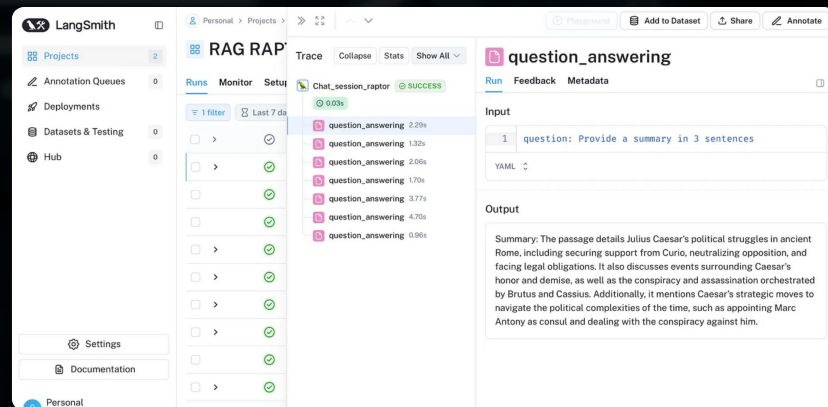 LangSmith
Projects 2
Annotation Queues 0
Deployments
Datasets & Testing 0
Hub 0
Settings
Documentation
Personal
Personal > Projects >
RAG RAPT
Runs Monitor Setup
1 filter Last 7 da
Playground Add to Dataset Share Annotate
Trace Collapse Stats Show All
Chat_session_raptor SUCCESS
0.03s
question_answering 2.29s
question_answering 1.32s
question_answering 2.06s
question_answering 1.70s
question_answering 3.77s
question_answering 4.70s
question_answering 0.96s
question_answering
Run Feedback Metadata
Input
1 question: Provide a summary in 3 sentences
YAML
Output
Summary: The passage details Julius Caesar's political struggles in ancient
Rome, including securing support from Curio, neutralizing opposition, and
facing legal obligations. It also discusses events surrounding Caesar's
honor and demise, as well as the conspiracy and assassination orchestrated
by Brutus and Cassius. Additionally, it mentions Caesar's strategic moves to
navigate the political complexities of the time, such as appointing Marc
Antony as consul and dealing with the conspiracy against him.